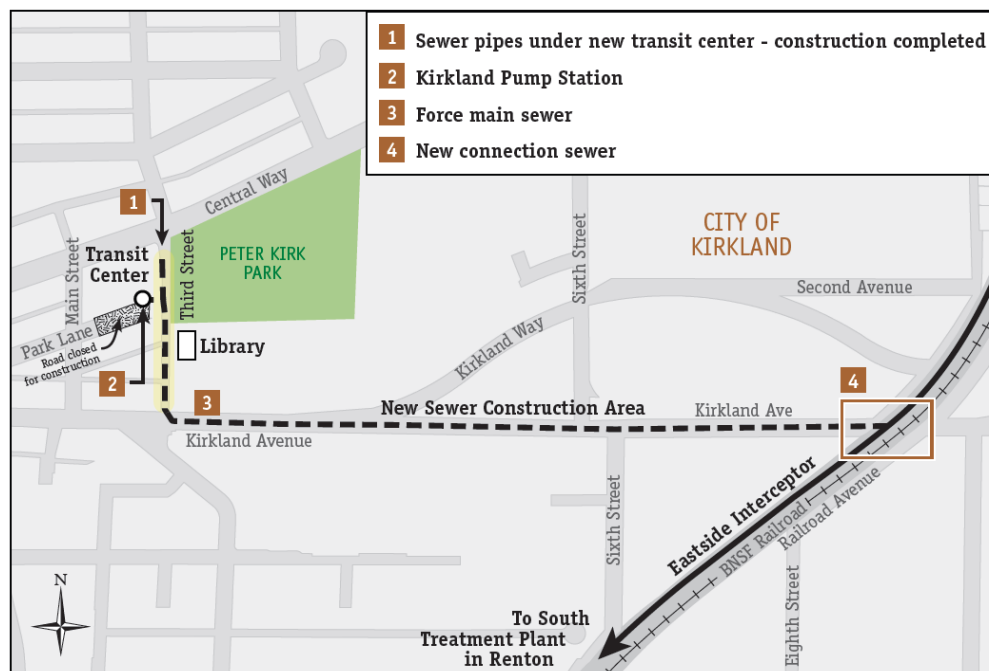 1 Sewer pipes under new transit center - construction completed
2 Kirkland Pump Station
3 Force main sewer
4 New connection sewer
1
Central Way
Transit
Center
Main Street
Third Street
PETER KIRK
PARK
Sixth Street
CITY OF
KIRKLAND
Second Avenue
Park Lane
Road closed
for construction
Library
Kirkland Way
2
3
4
New Sewer Construction Area
Kirkland Ave
Kirkland Avenue
Sixth Street
Eastside Interceptor
BNSF Railroad
Railroad Avenue
Eighth Street
N
To South
Treatment Plant
in Renton